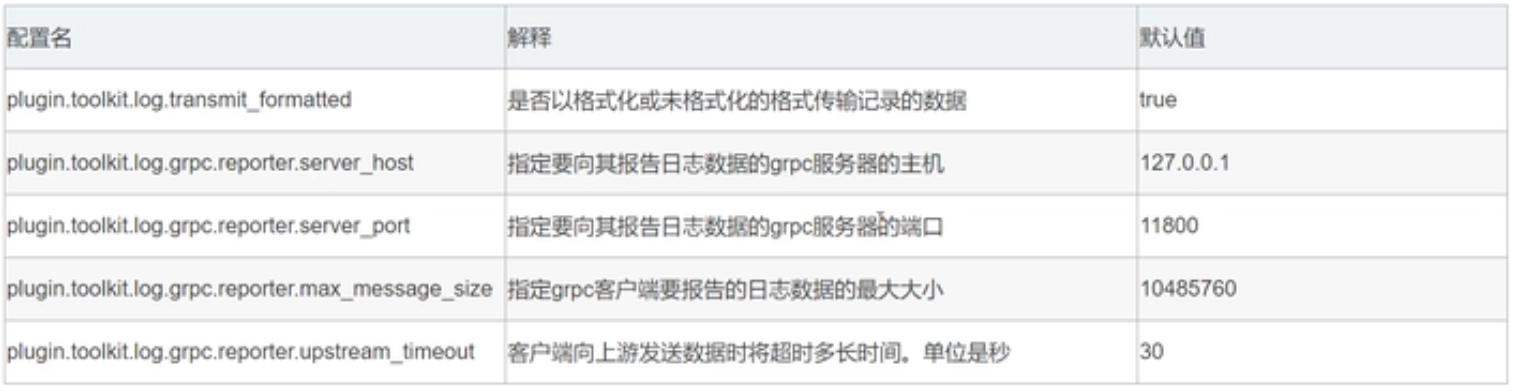 配置名 解释 默认值
plugin.toolkit.log.transmit_formatted 是否以格式化或未格式化的格式传输记录的数据 true
plugin.toolkit.log.grpc.reporter.server_host 指定要向其报告日志数据的grpc服务器的主机 127.0.0.1
plugin.toolkit.log.grpc.reporter.server_port 指定要向其报告日志数据的grpc服务器的端口 11800
plugin.toolkit.log.grpc.reporter.max_message_size 指定grpc客户端要报告的日志数据的最大大小 10485760
plugin.toolkit.log.grpc.reporter.upstream_timeout 客户端向上游发送数据时将超时多长时间。单位是秒 30